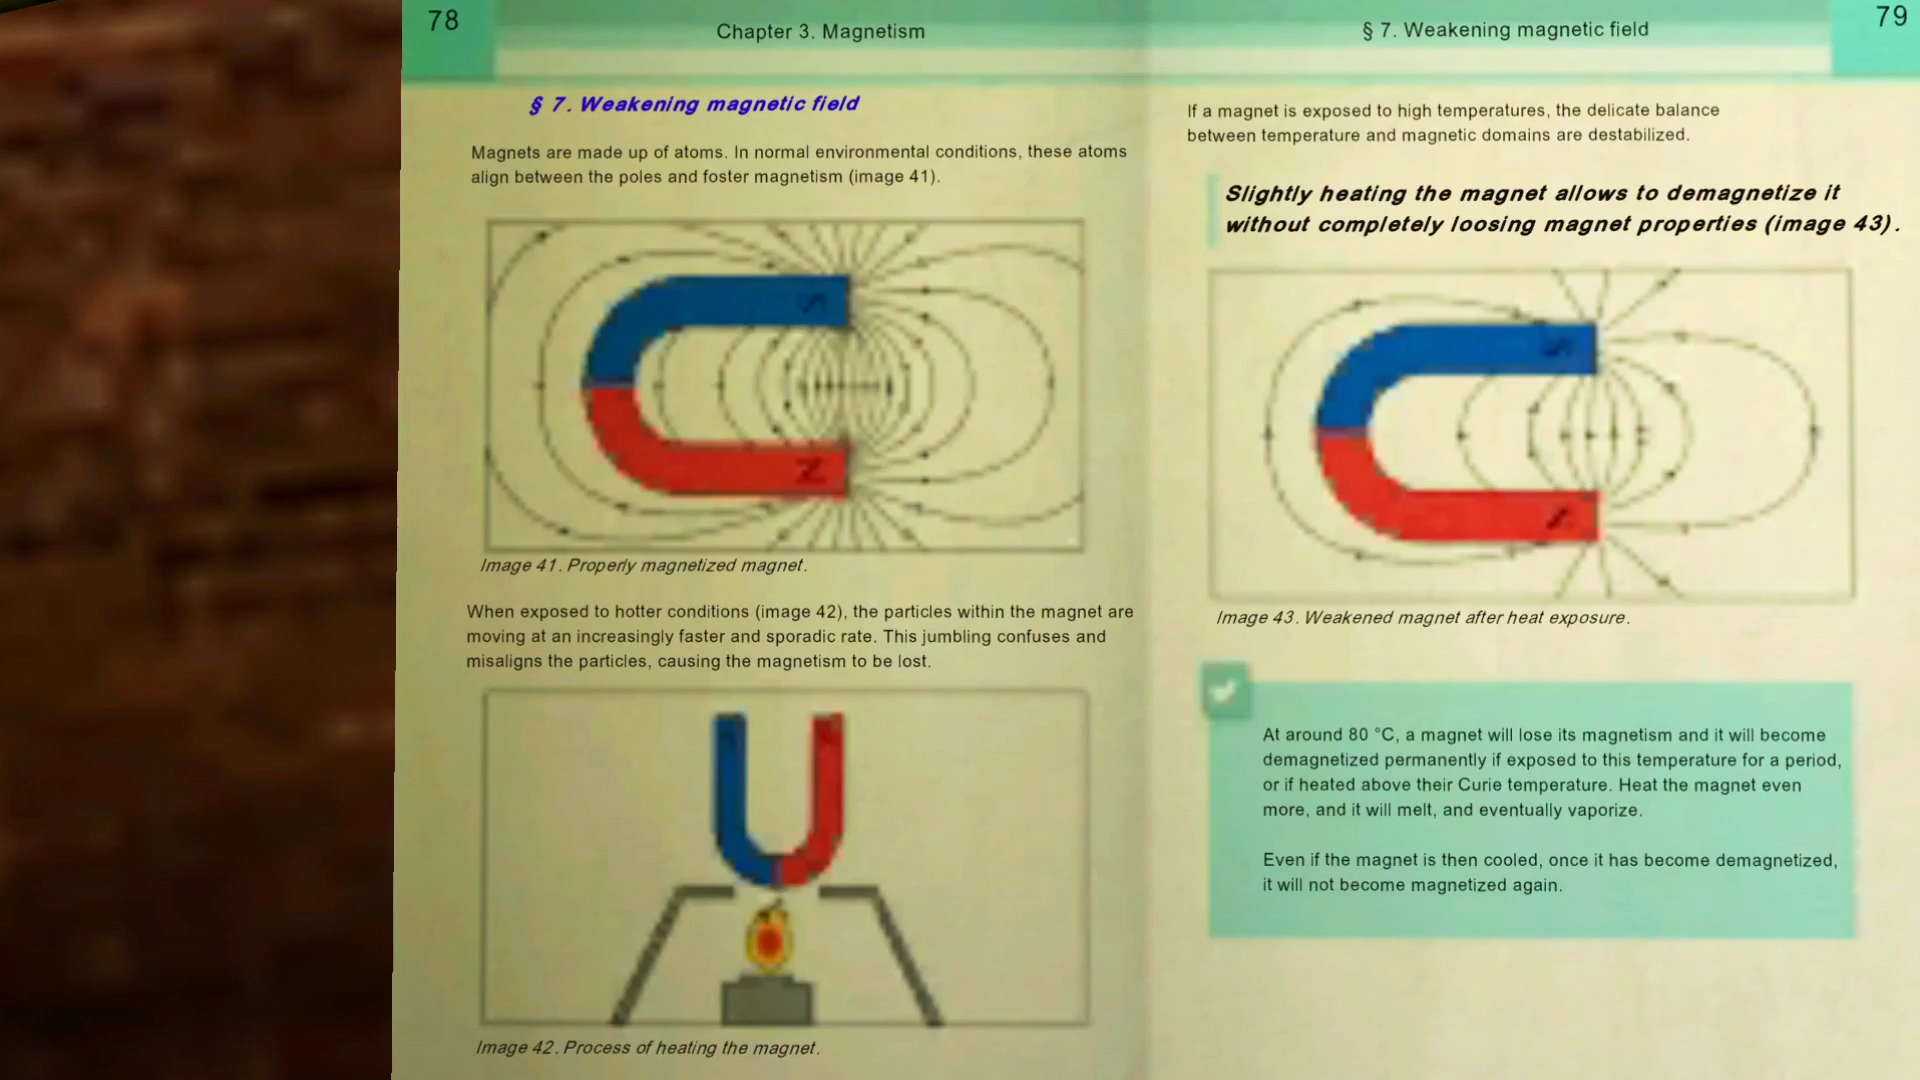 78
Chapter 3. Magnetism
§ 7. Weakening magnetic field
Magnets are made up of atoms. In normal environmental conditions, these atoms
align between the poles and foster magnetism (image 41).
S
N
Image 41. Properly magnetized magnet.
When exposed to hotter conditions (image 42), the particles within the magnet are
moving at an increasingly faster and sporadic rate. This jumbling confuses and
misaligns the particles, causing the magnetism to be lost.
Image 42. Process of heating the magnet.
§ 7. Weakening magnetic field
79
If a magnet is exposed to high temperatures, the delicate balance
between temperature and magnetic domains are destabilized.
Slightly heating the magnet allows to demagnetize it
without completely loosing magnet properties (image 43).
S
Image 43. Weakened magnet after heat exposure.
At around 80 °C, a magnet will lose its magnetism and it will become
demagnetized permanently if exposed to this temperature for a period,
or if heated above their Curie temperature. Heat the magnet even
more, and it will melt, and eventually vaporize.
Even if the magnet is then cooled, once it has become demagnetized,
it will not become magnetized again.